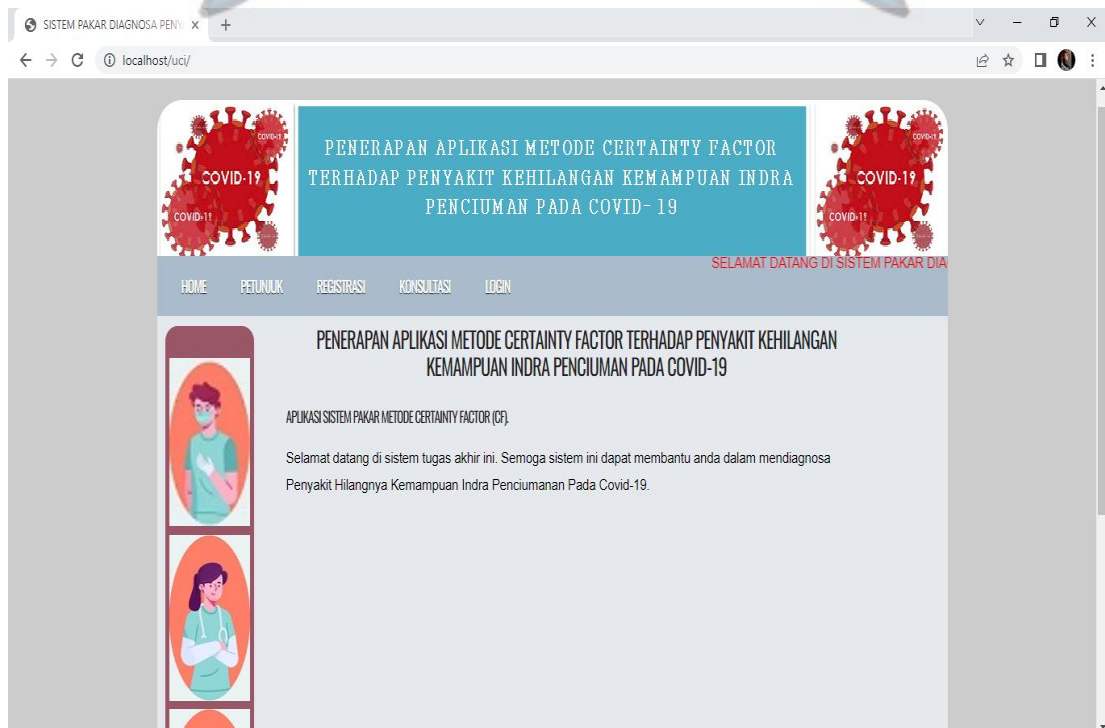 SISTEM PAKAR DIAGNOSA PENY
localhost/uci/
COVID-19
COVID-19
COVID-19
PENERAPAN APLIKASI METODE CERTAINTY FACTOR
TERHADAP PENYAKIT KEHILANGAN KEMAMPUAN INDRA
PENCIUMAN PADA COVID- 19
COVID-19
COVID-19
COVID-19
SELAMAT DATANG DI SISTEM PAKAR DIA
HOME PETUNJUK REGISTRASI KONSULTASI LOGIN
PENERAPAN APLIKASI METODE CERTAINTY FACTOR TERHADAP PENYAKIT KEHILANGAN
KEMAMPUAN INDRA PENCIUMAN PADA COVID-19
APLIKASI SISTEM PAKAR METODE CERTAINTY FACTOR (CF).
Selamat datang di sistem tugas akhir ini. Semoga sistem ini dapat membantu anda dalam mendiagnosa
Penyakit Hilangnya Kemampuan Indra Penciumanan Pada Covid-19.